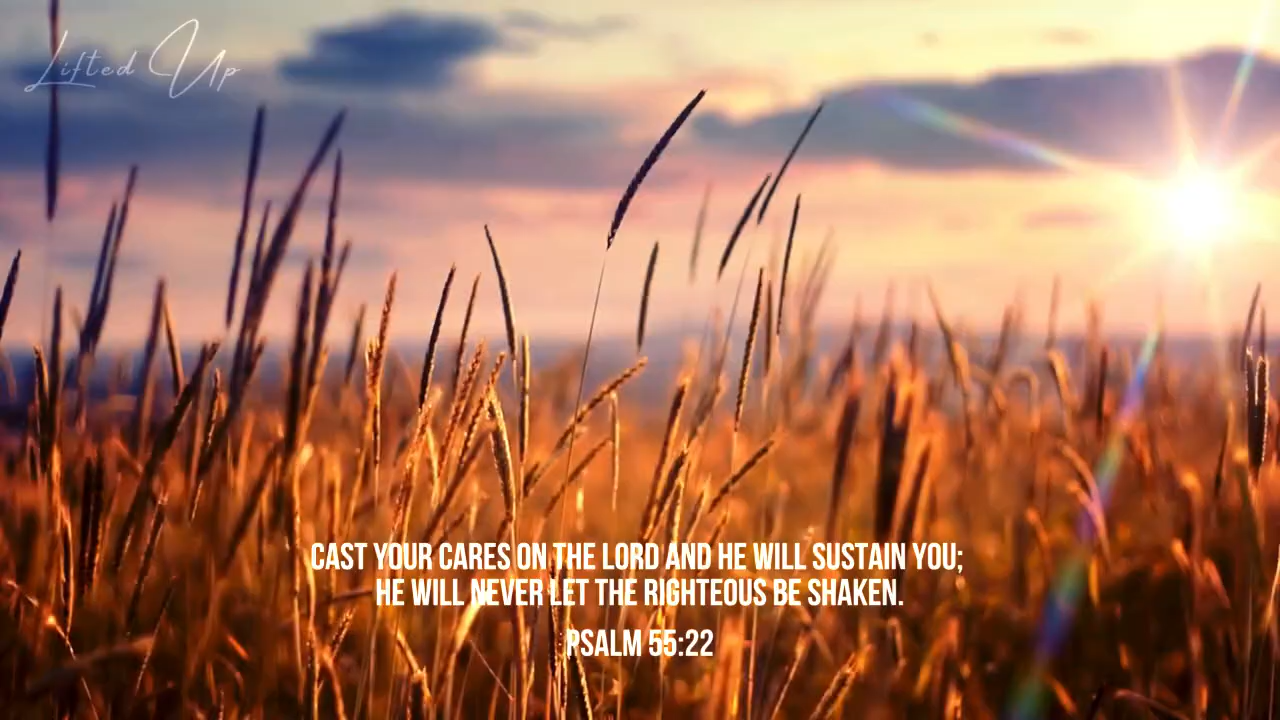 Lifted Up
CAST YOUR CARES ON THE LORD AND HE WILL SUSTAIN YOU;
HE WILL NEVER LET THE RIGHTEOUS BE SHAKEN.
PSALM 55:22